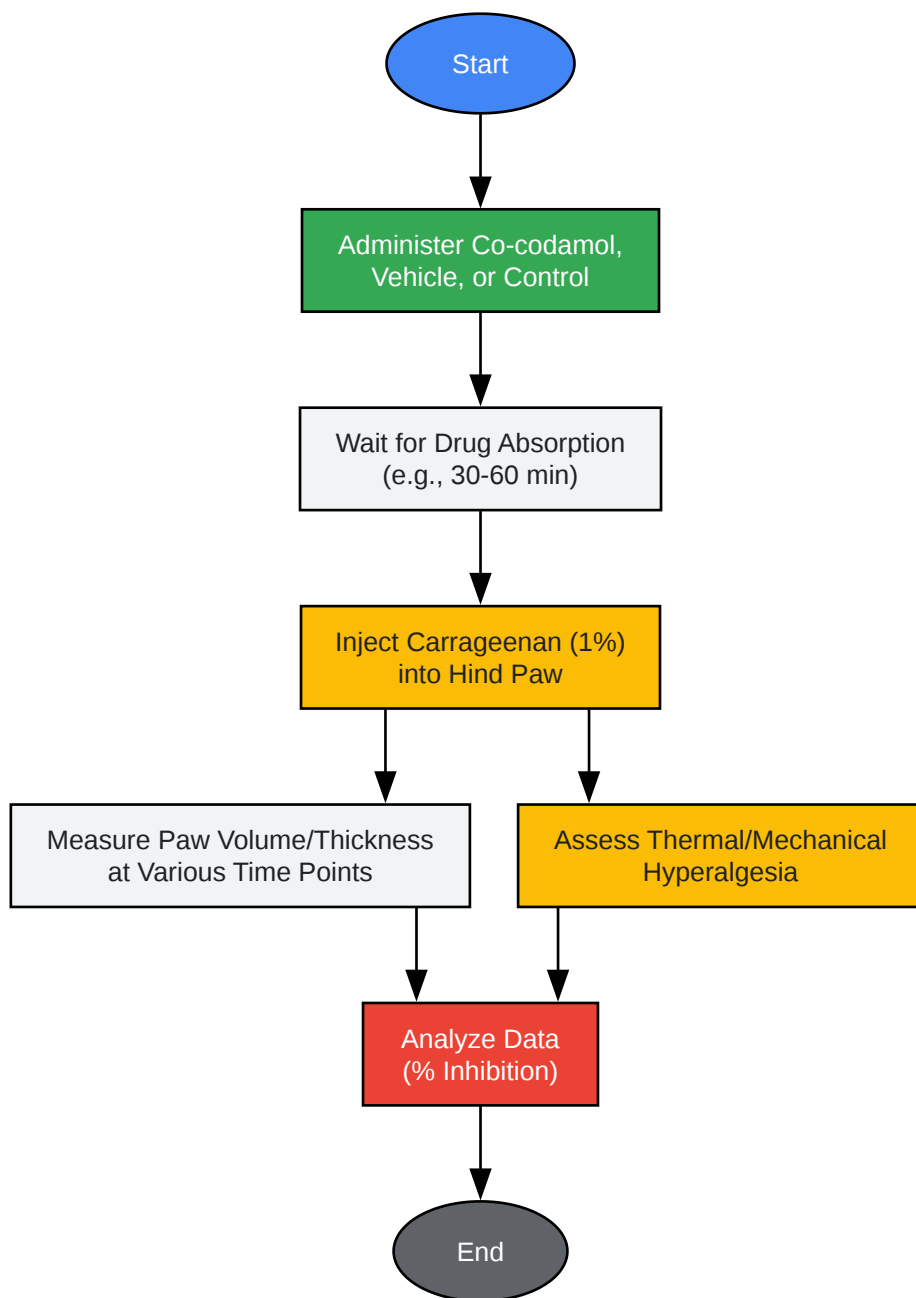 Start
Administer Co-codamol,
Vehicle, or Control
Wait for Drug Absorption
(e.g., 30-60 min)
Inject Carrageenan (1%)
into Hind Paw
Measure Paw Volume/Thickness
at Various Time Points
Assess Thermal/Mechanical
Hyperalgesia
Analyze Data
(% Inhibition)
End